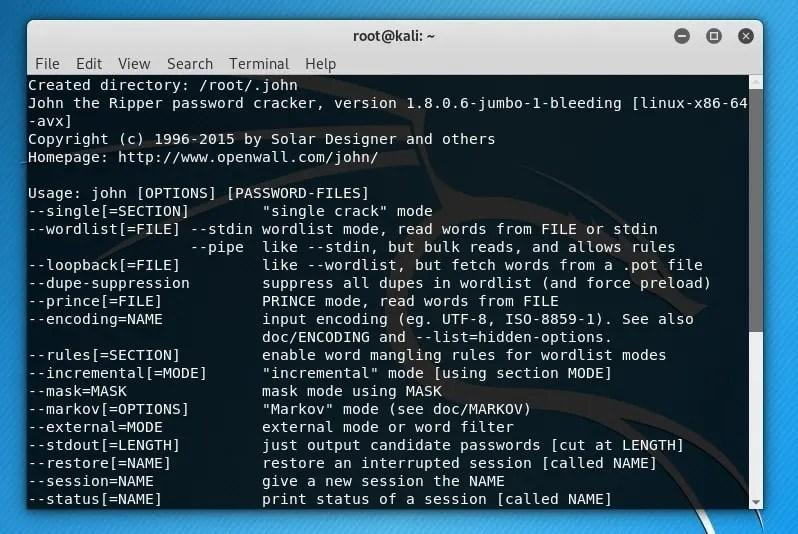 root@kali: ~
File Edit View Search Terminal Help
Created directory: /root/.john
John the Ripper password cracker, version 1.8.0.6-jumbo-1-bleeding [linux-x86-64
-avx]
Copyright (c) 1996-2015 by Solar Designer and others
Homepage: http://www.openwall.com/john/

Usage: john [OPTIONS] [PASSWORD-FILES]
--single[=SECTION]        "single crack" mode
--wordlist[=FILE] --stdin wordlist mode, read words from FILE or stdin
                  --pipe  like --stdin, but bulk reads, and allows rules
--loopback[=FILE]         like --wordlist, but fetch words from a .pot file
--dupe-suppression        suppress all dupes in wordlist (and force preload)
--prince[=FILE]           PRINCE mode, read words from FILE
--encoding=NAME           input encoding (eg. UTF-8, ISO-8859-1). See also
                          doc/ENCODING and --list=hidden-options.
--rules[=SECTION]         enable word mangling rules for wordlist modes
--incremental[=MODE]      "incremental" mode [using section MODE]
--mask=MASK               mask mode using MASK
--markov[=OPTIONS]        "Markov" mode (see doc/MARKOV)
--external=MODE           external mode or word filter
--stdout[=LENGTH]         just output candidate passwords [cut at LENGTH]
--restore[=NAME]          restore an interrupted session [called NAME]
--session=NAME            give a new session the NAME
--status[=NAME]           print status of a session [called NAME]